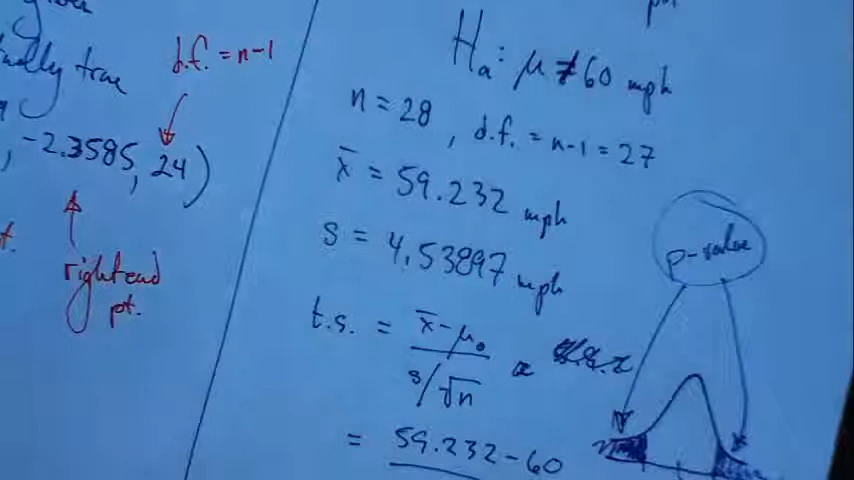 d.f. = n-1
true
, -2.3585, 24)
right end
pt.
Hₐ: μ ≠ 60 mph
n = 28 , d.f. = n-1 = 27
x̄ = 59.232 mph
s = 4.53897 mph
p-value
t.s. = x̄ - μ₀
s/√n
= 59.232 - 60